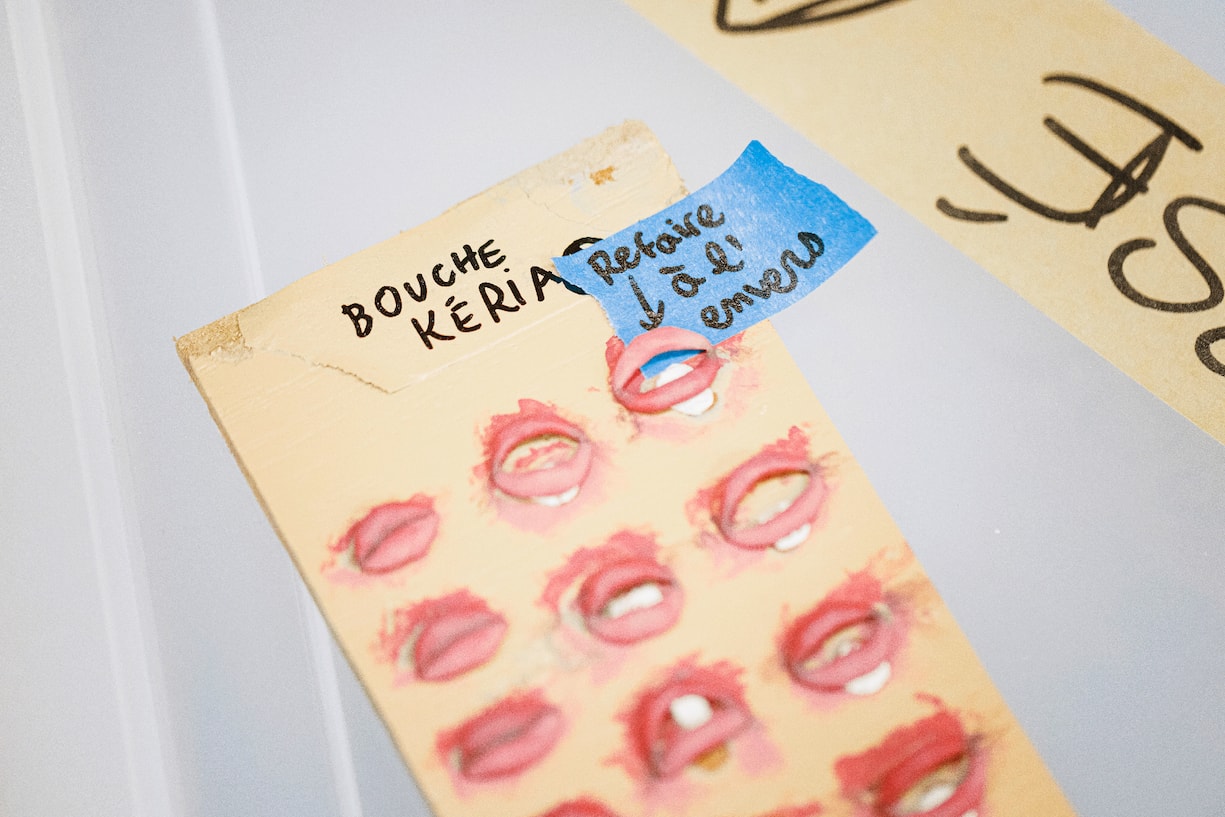 BOUCHE
KÉRIA
Refaire
↓ à l'
envers